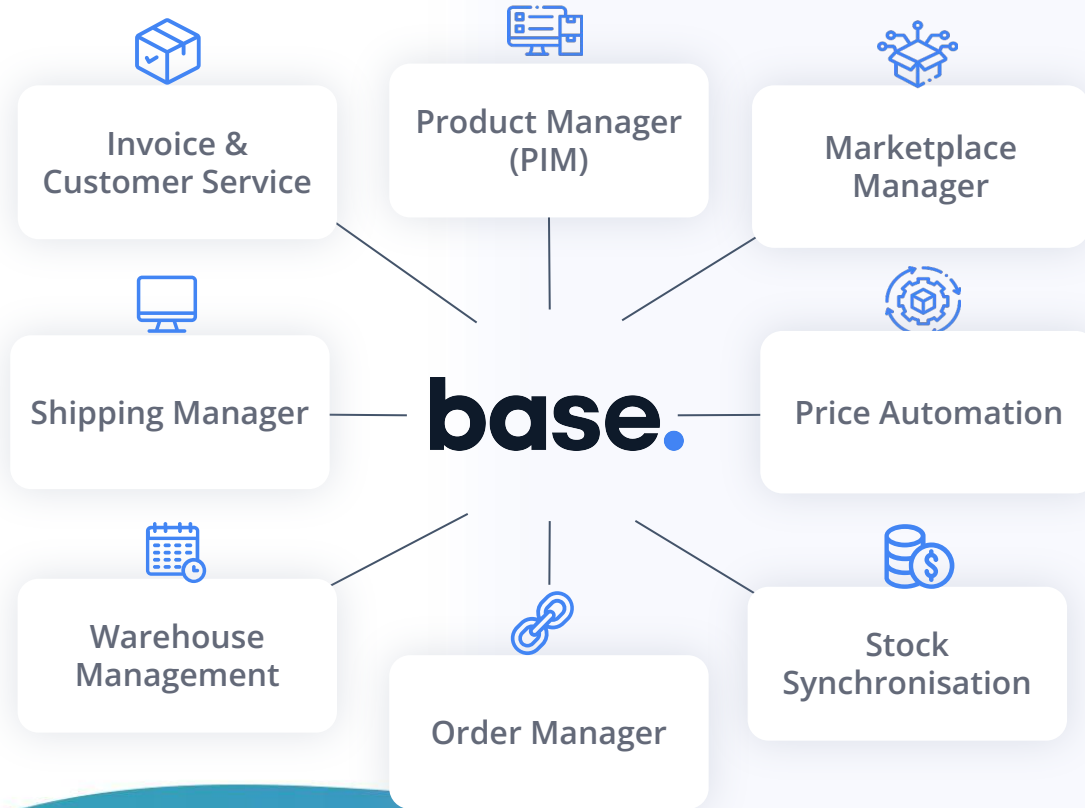 Invoice &
Customer Service
Product Manager
(PIM)
Marketplace
Manager
Shipping Manager
base.
Price Automation
Warehouse
Management
Order Manager
Stock
Synchronisation